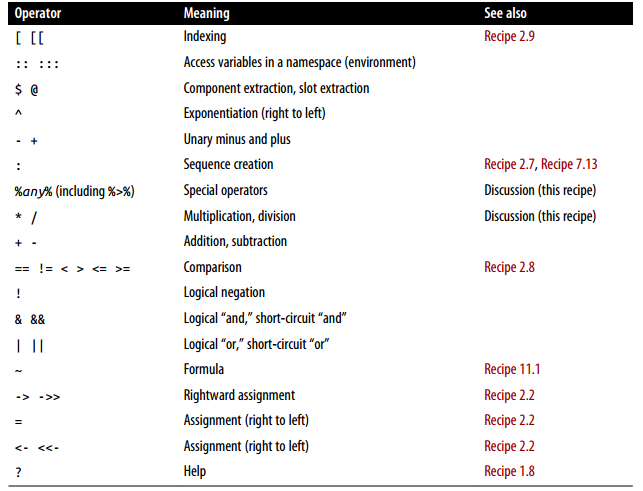 Operator Meaning See also
[ [[ Indexing Recipe 2.9
:: ::: Access variables in a namespace (environment)
$ @ Component extraction, slot extraction
^ Exponentiation (right to left)
- + Unary minus and plus
: Sequence creation Recipe 2.7, Recipe 7.13
%any% (including %>%) Special operators Discussion (this recipe)
* / Multiplication, division Discussion (this recipe)
+ - Addition, subtraction
== != < > <= >= Comparison Recipe 2.8
! Logical negation
& && Logical “and,” short-circuit “and”
| || Logical “or,” short-circuit “or”
~ Formula Recipe 11.1
-> ->> Rightward assignment Recipe 2.2
= Assignment (right to left) Recipe 2.2
<- <<- Assignment (right to left) Recipe 2.2
? Help Recipe 1.8